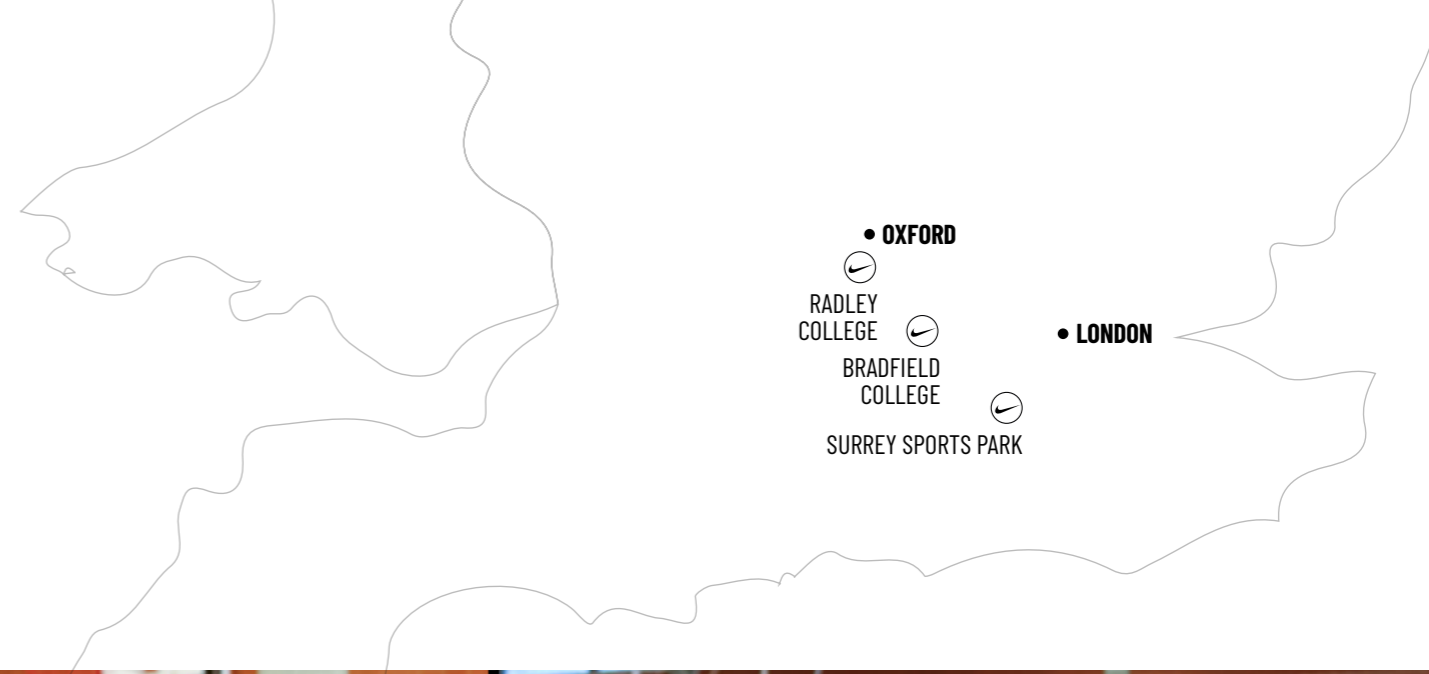 OXFORD
RADLEY
COLLEGE
LONDON
BRADFIELD
COLLEGE
SURREY SPORTS PARK